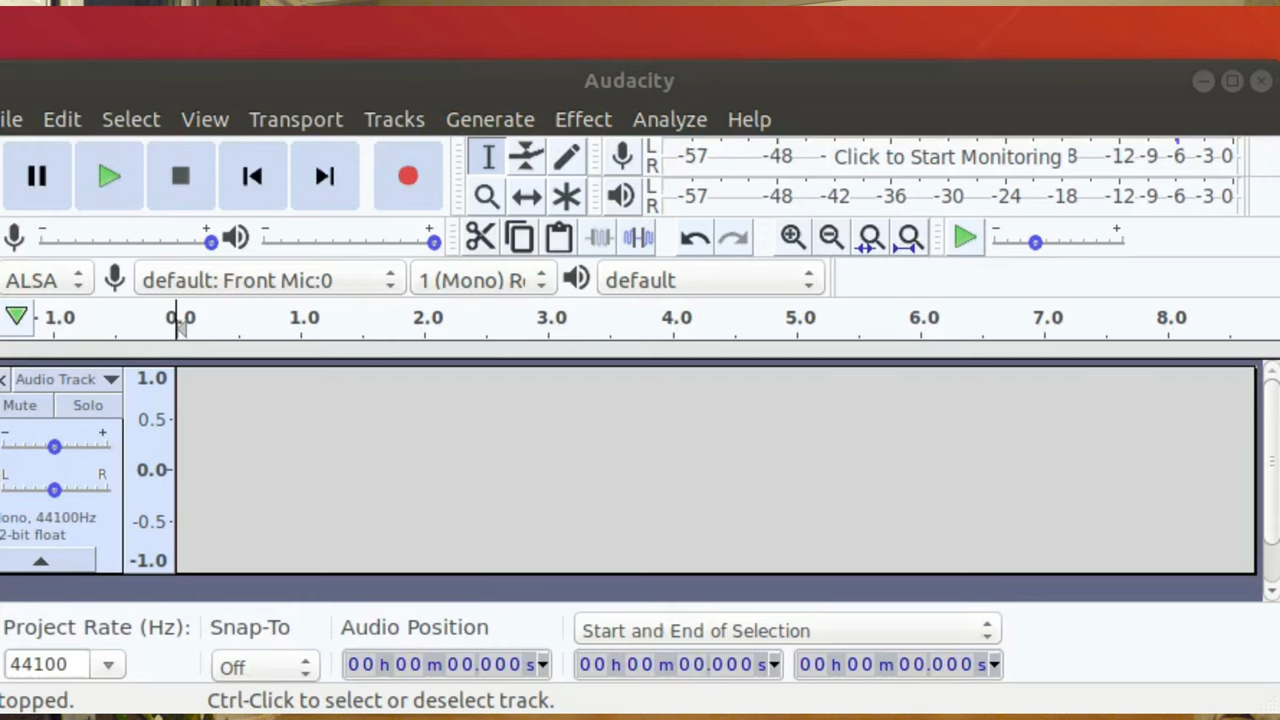 Audacity
ile Edit Select View Transport Tracks Generate Effect Analyze Help
L R -57 -48 - Click to Start Monitoring 8 -12 -9 -6 -3 0
L R -57 -48 -42 -36 -30 -24 -18 -12 -9 -6 -3 0
- + - + - +
ALSA default: Front Mic:0 1 (Mono) R default
- 1.0 0.0 1.0 2.0 3.0 4.0 5.0 6.0 7.0 8.0
Audio Track 1.0
Mute Solo 0.5
- +
0.0
L R
ono, 44100Hz -0.5
2-bit float
-1.0
Project Rate (Hz): Snap-To Audio Position Start and End of Selection
44100 Off 00 h 00 m 00.000 s 00 h 00 m 00.000 s 00 h 00 m 00.000 s
topped. Ctrl-Click to select or deselect track.